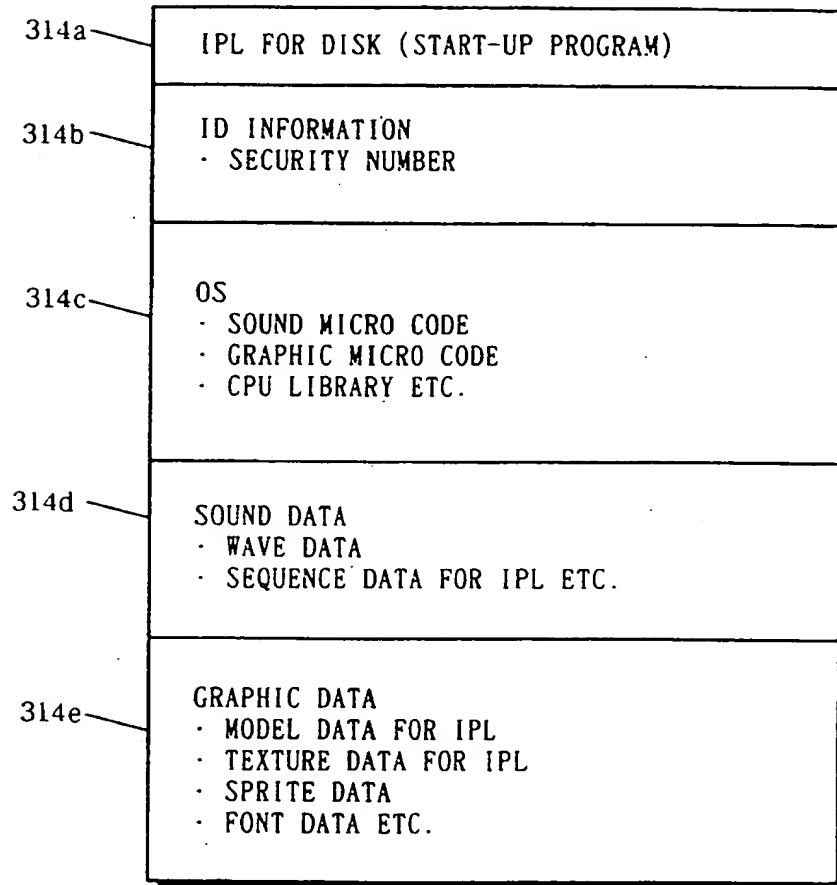 314a
IPL FOR DISK (START-UP PROGRAM)
314b
ID INFORMATION
· SECURITY NUMBER
314c
OS
· SOUND MICRO CODE
· GRAPHIC MICRO CODE
· CPU LIBRARY ETC.
314d
SOUND DATA
· WAVE DATA
· SEQUENCE DATA FOR IPL ETC.
314e
GRAPHIC DATA
· MODEL DATA FOR IPL
· TEXTURE DATA FOR IPL
· SPRITE DATA
· FONT DATA ETC.